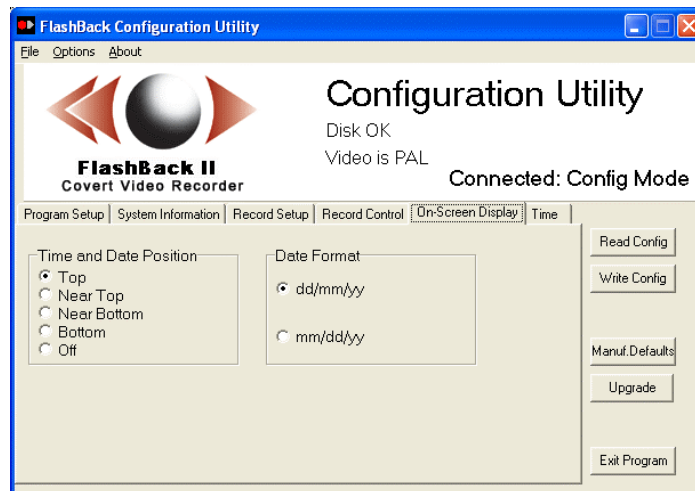 FlashBack Configuration Utility
File Options About
Configuration Utility
Disk OK
Video is PAL
FlashBack II
Covert Video Recorder
Connected: Config Mode
Program Setup System Information Record Setup Record Control On-Screen Display Time
Time and Date Position
Top
Near Top
Near Bottom
Bottom
Off
Date Format
dd/mm/yy
mm/dd/yy
Read Config
Write Config
Manuf.Defaults
Upgrade
Exit Program